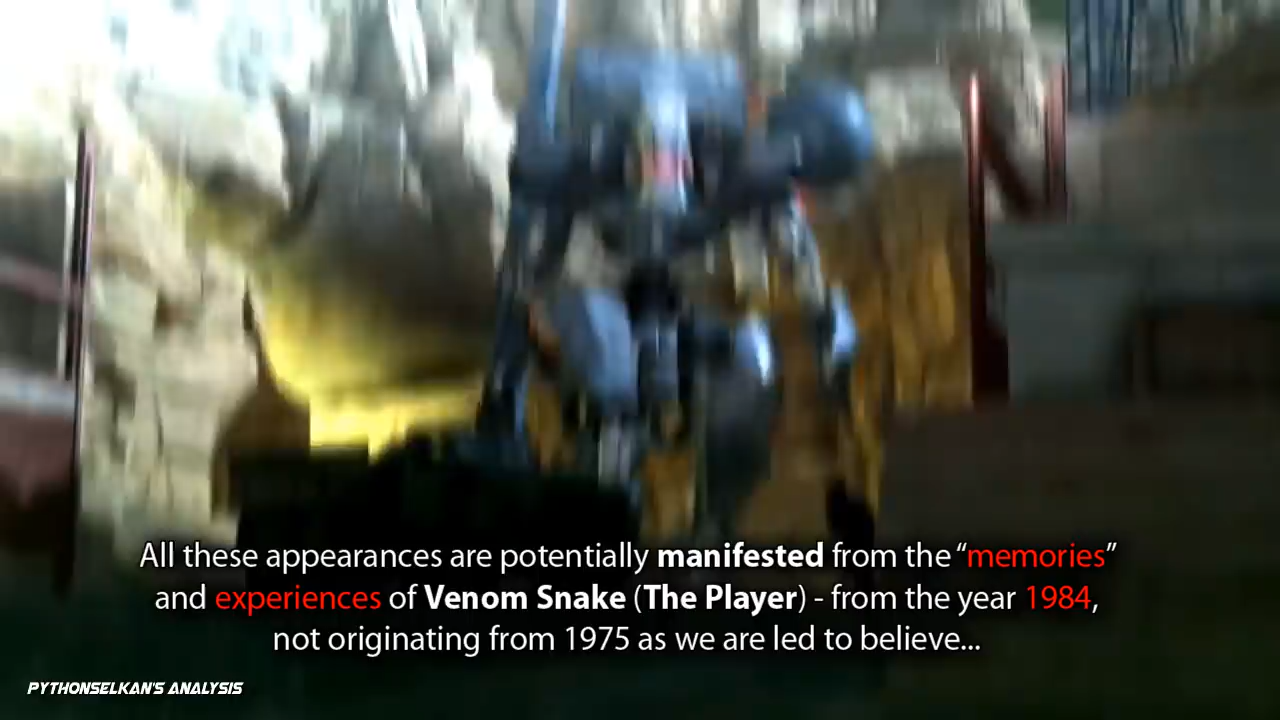 All these appearances are potentially manifested from the “memories”
and experiences of Venom Snake (The Player) - from the year 1984,
not originating from 1975 as we are led to believe...
PYTHONSELKAN'S ANALYSIS